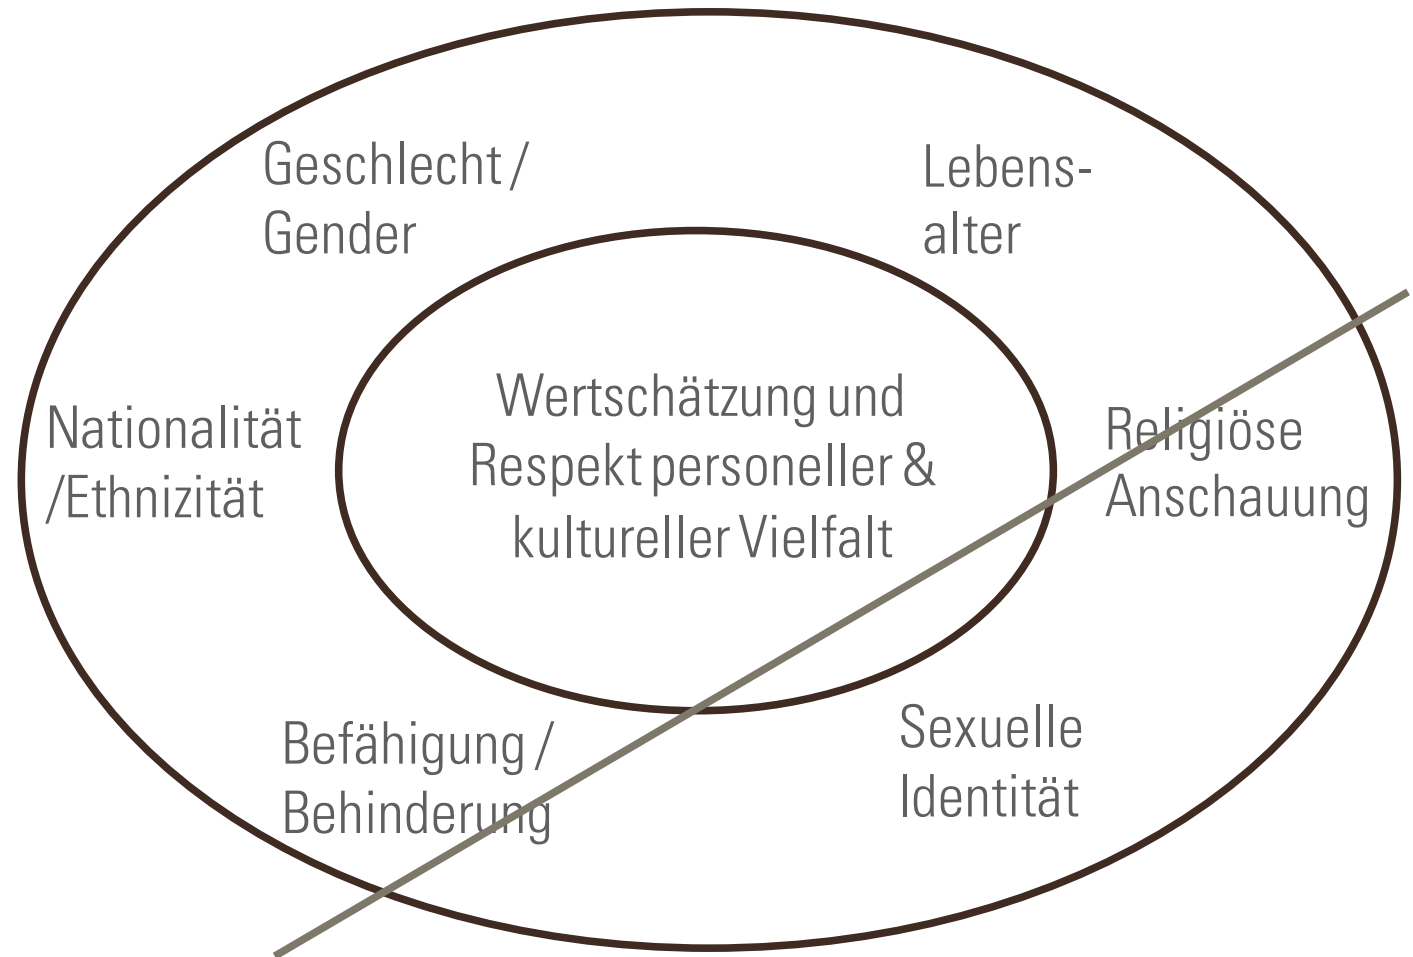 Geschlecht /
Gender
Lebens-
alter
Wertschätzung und
Respekt personeller &
kultureller Vielfalt
Nationalität
/Ethnizität
Religiöse
Anschauung
Befähigung /
Behinderung
Sexuelle
Identität